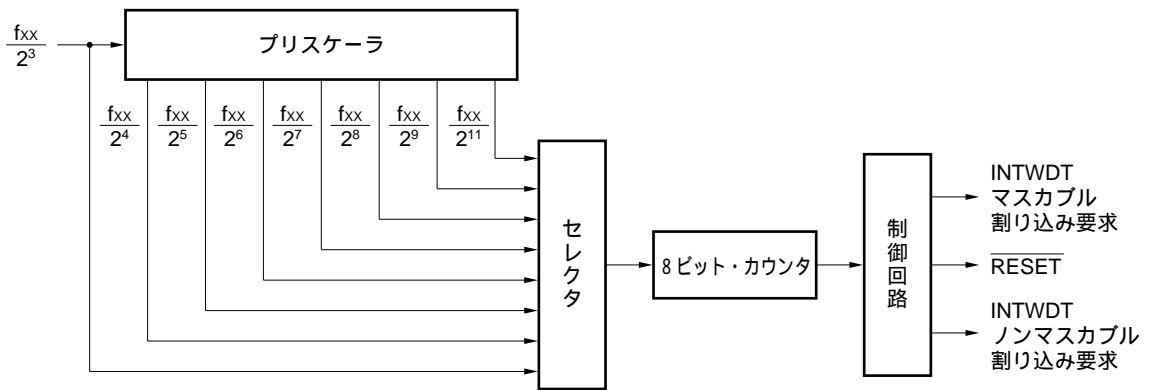 fXX/2³
プリスケーラ
fXX/2⁴ fXX/2⁵ fXX/2⁶ fXX/2⁷ fXX/2⁸ fXX/2⁹ fXX/2¹¹
セレクタ
8ビット・カウンタ
制御回路
INTWDT
マスカブル
割り込み要求
R̅E̅S̅E̅T̅
INTWDT
ノンマスカブル
割り込み要求